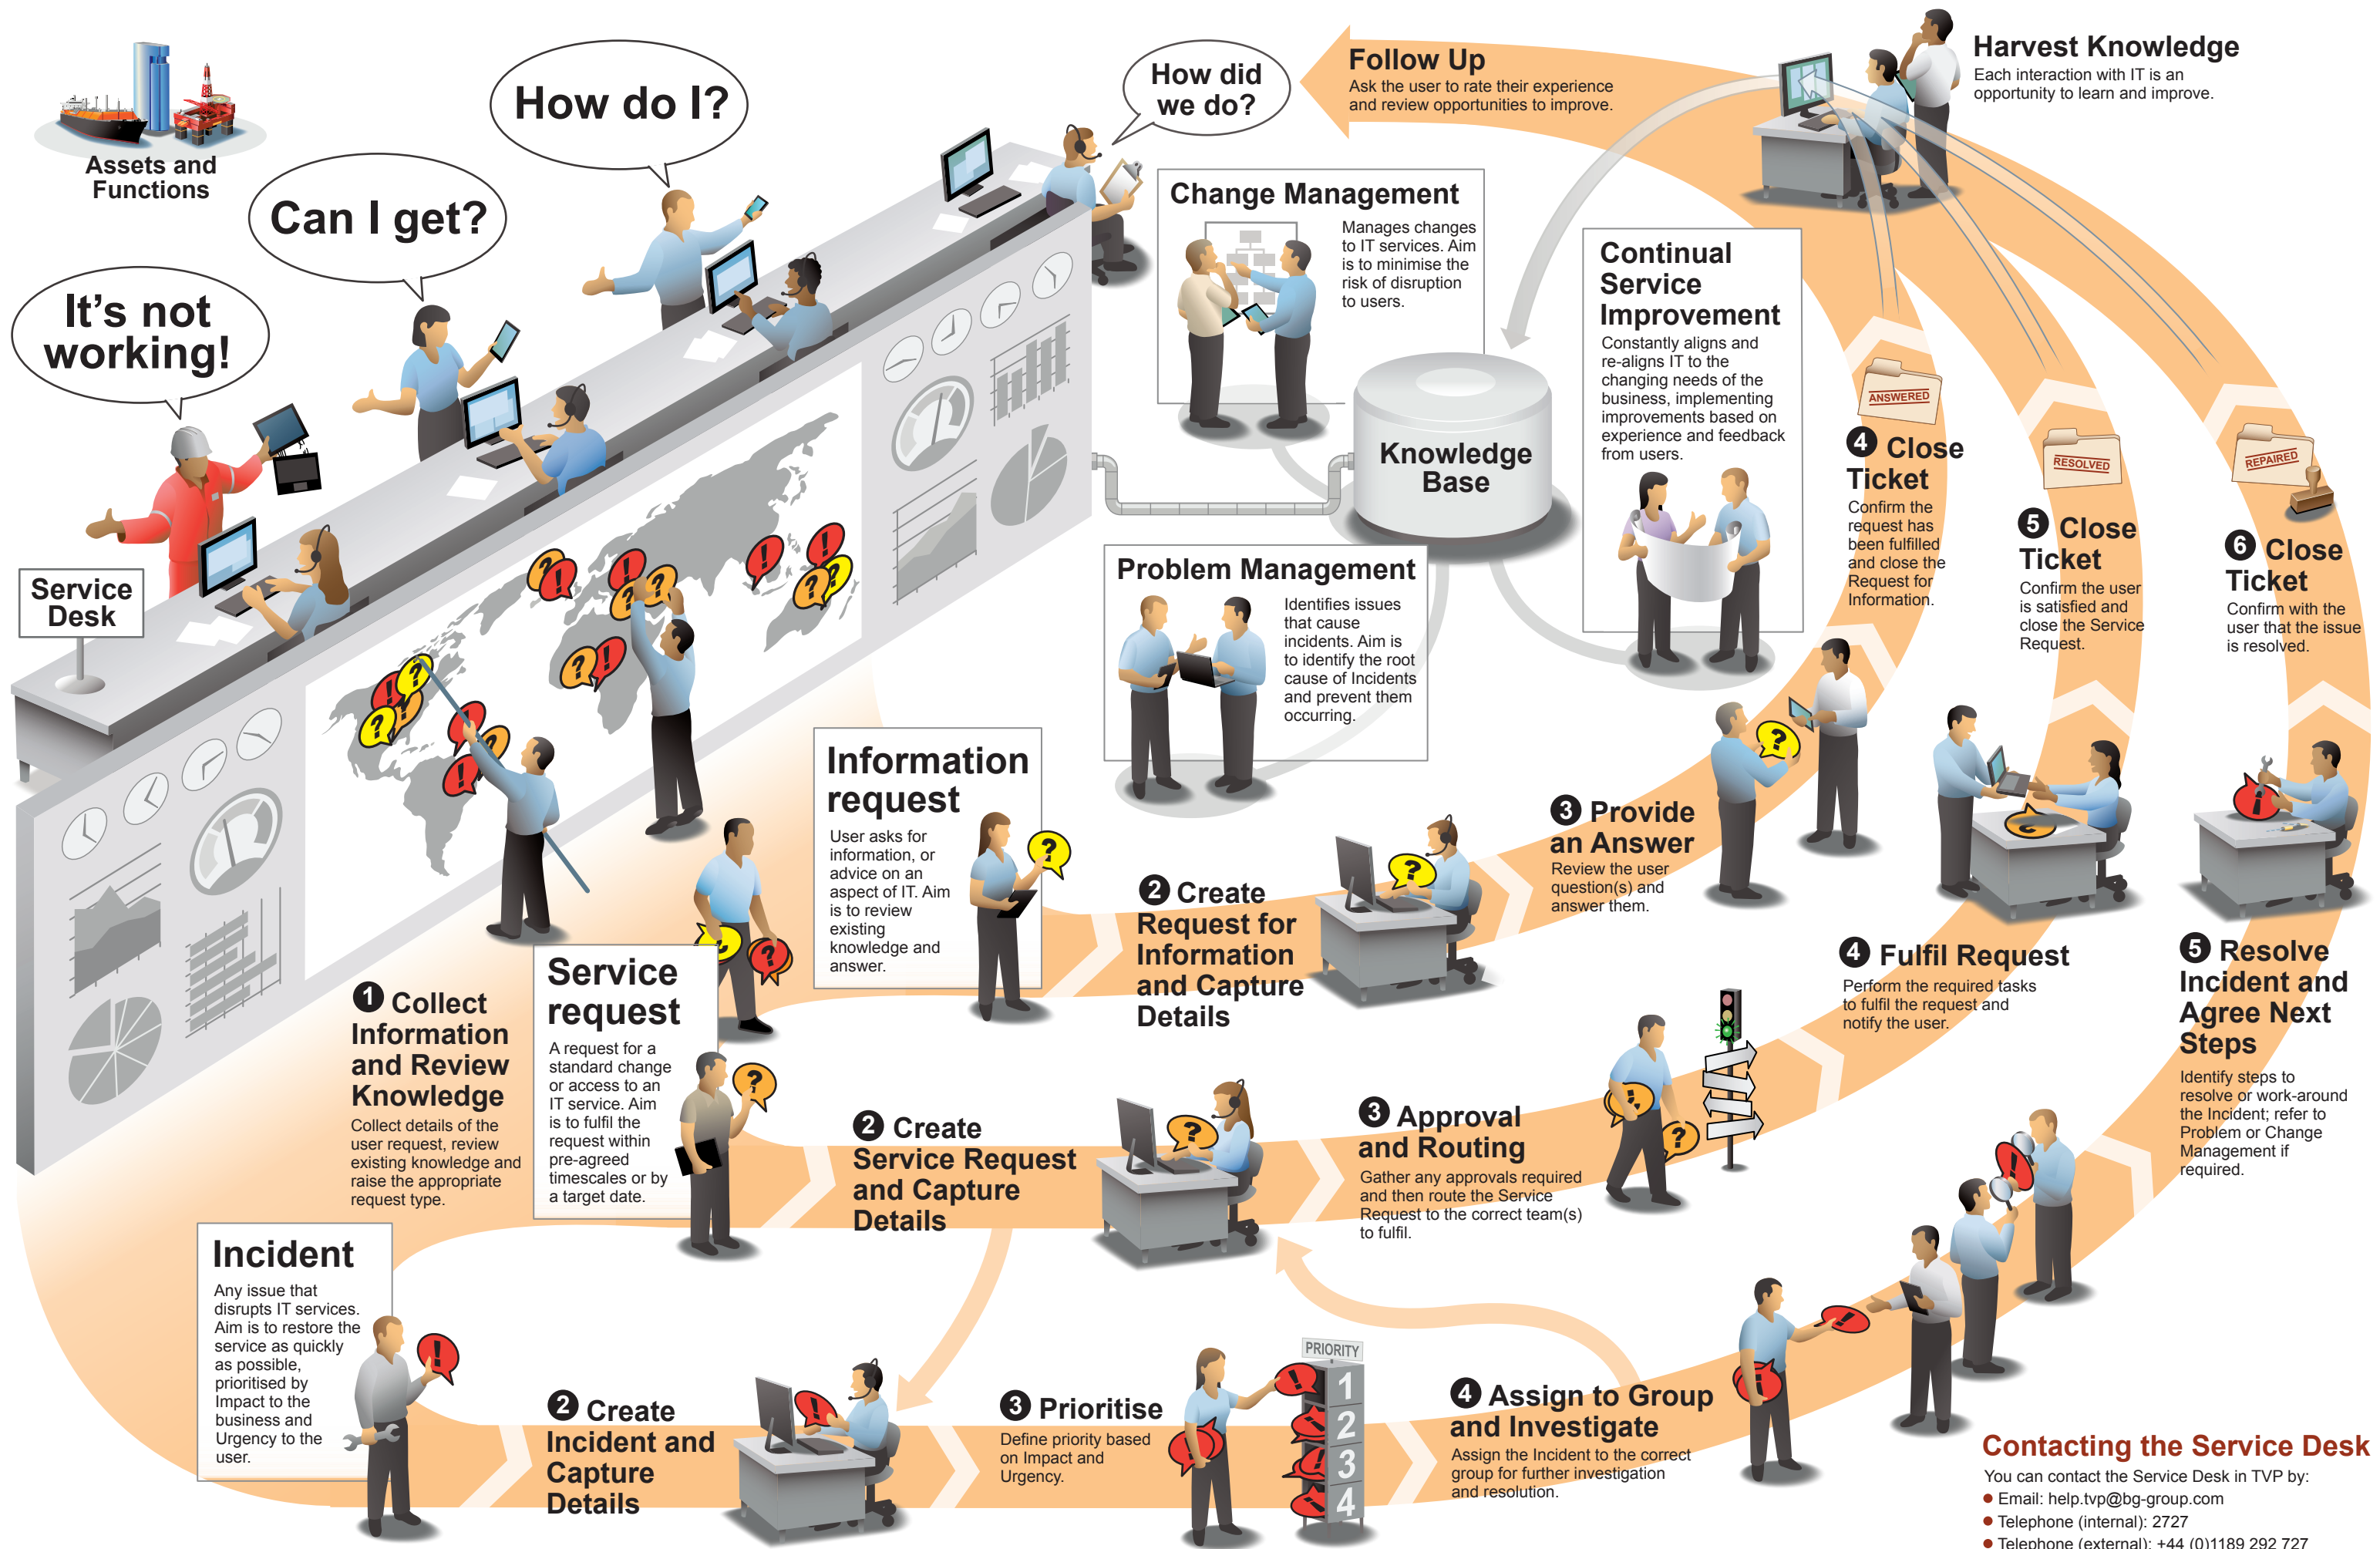 Assets and
Functions
It's not
working!
Can I get?
How do I?
How did
we do?
Service
Desk
Follow Up
Ask the user to rate their experience
and review opportunities to improve.
Harvest Knowledge
Each interaction with IT is an
opportunity to learn and improve.
Change Management
Manages changes
to IT services. Aim
is to minimise the
risk of disruption
to users.
Knowledge
Base
Continual
Service
Improvement
Constantly aligns and
re-aligns IT to the
changing needs of the
business, implementing
improvements based on
experience and feedback
from users.
Problem Management
Identifies issues
that cause
incidents. Aim is
to identify the root
cause of Incidents
and prevent them
occurring.
1 Collect
Information
and Review
Knowledge
Collect details of the
user request, review
existing knowledge and
raise the appropriate
request type.
Information
request
User asks for
information, or
advice on an
aspect of IT. Aim
is to review
existing
knowledge and
answer.
2 Create
Request for
Information
and Capture
Details
3 Provide
an Answer
Review the user
question(s) and
answer them.
ANSWERED
4 Close
Ticket
Confirm the
request has
been fulfilled
and close the
Request for
Information.
Service
request
A request for a
standard change
or access to an
IT service. Aim
is to fulfil the
request within
pre-agreed
timescales or by
a target date.
2 Create
Service Request
and Capture
Details
3 Approval
and Routing
Gather any approvals required
and then route the Service
Request to the correct team(s)
to fulfil.
4 Fulfil Request
Perform the required tasks
to fulfil the request and
notify the user.
RESOLVED
5 Close
Ticket
Confirm the user
is satisfied and
close the Service
Request.
Incident
Any issue that
disrupts IT services.
Aim is to restore the
service as quickly
as possible,
prioritised by
Impact to the
business and
Urgency to the
user.
2 Create
Incident and
Capture
Details
3 Prioritise
Define priority based
on Impact and
Urgency.
PRIORITY
1
2
3
4
4 Assign to Group
and Investigate
Assign the Incident to the correct
group for further investigation
and resolution.
5 Resolve
Incident and
Agree Next
Steps
Identify steps to
resolve or work-around
the Incident; refer to
Problem or Change
Management if
required.
REPAIRED
6 Close
Ticket
Confirm with the
user that the issue
is resolved.
Contacting the Service Desk
You can contact the Service Desk in TVP by:
● Email: help.tvp@bg-group.com
● Telephone (internal): 2727
● Telephone (external): +44 (0)1189 292 727